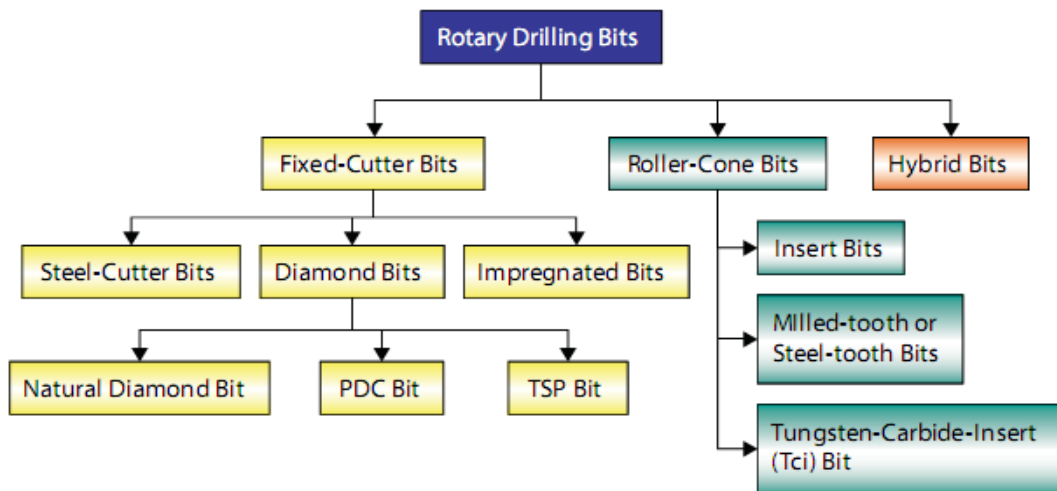 Rotary Drilling Bits
Fixed-Cutter Bits
Roller-Cone Bits
Hybrid Bits
Steel-Cutter Bits
Diamond Bits
Impregnated Bits
Insert Bits
MIlled-tooth or
Steel-tooth Bits
Natural Diamond Bit
PDC Bit
TSP Bit
Tungsten-Carbide-Insert
(Tci) Bit